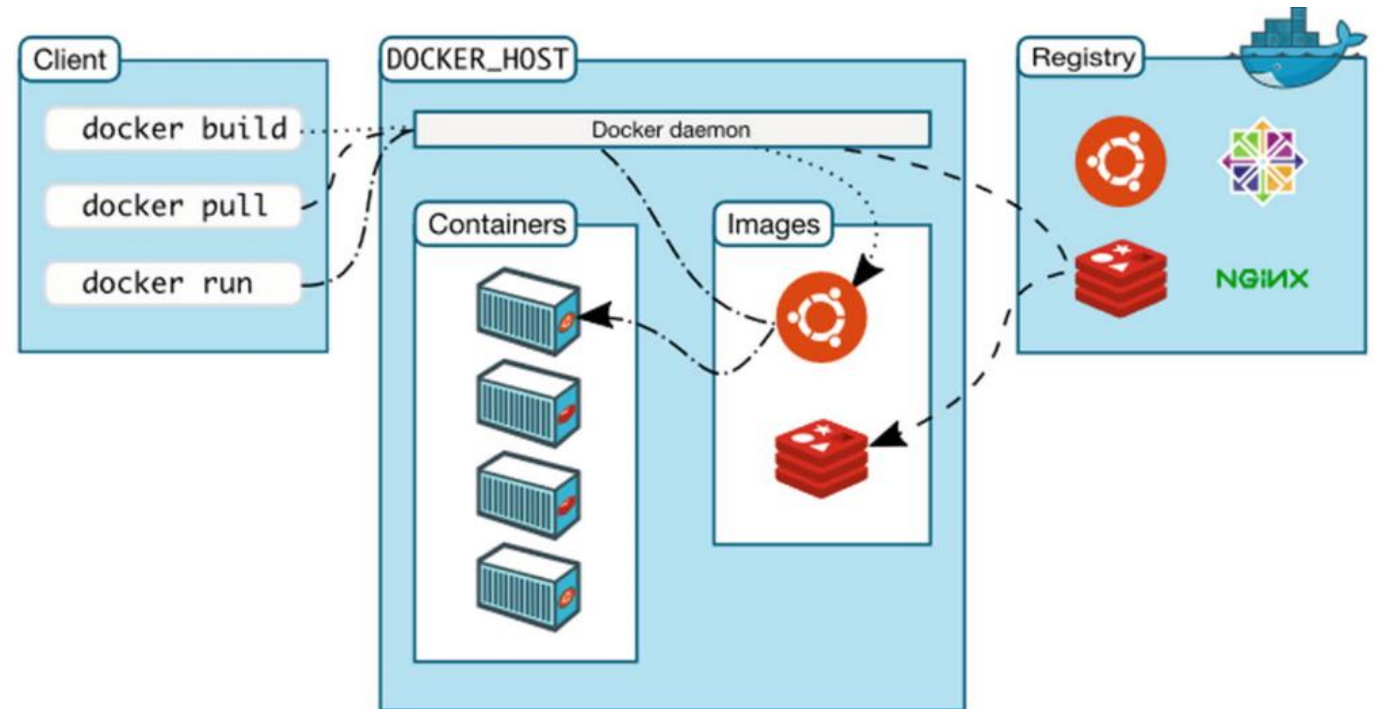 Client
docker build
docker pull
docker run
DOCKER_HOST
Docker daemon
Containers
Images
Registry
NGiNX